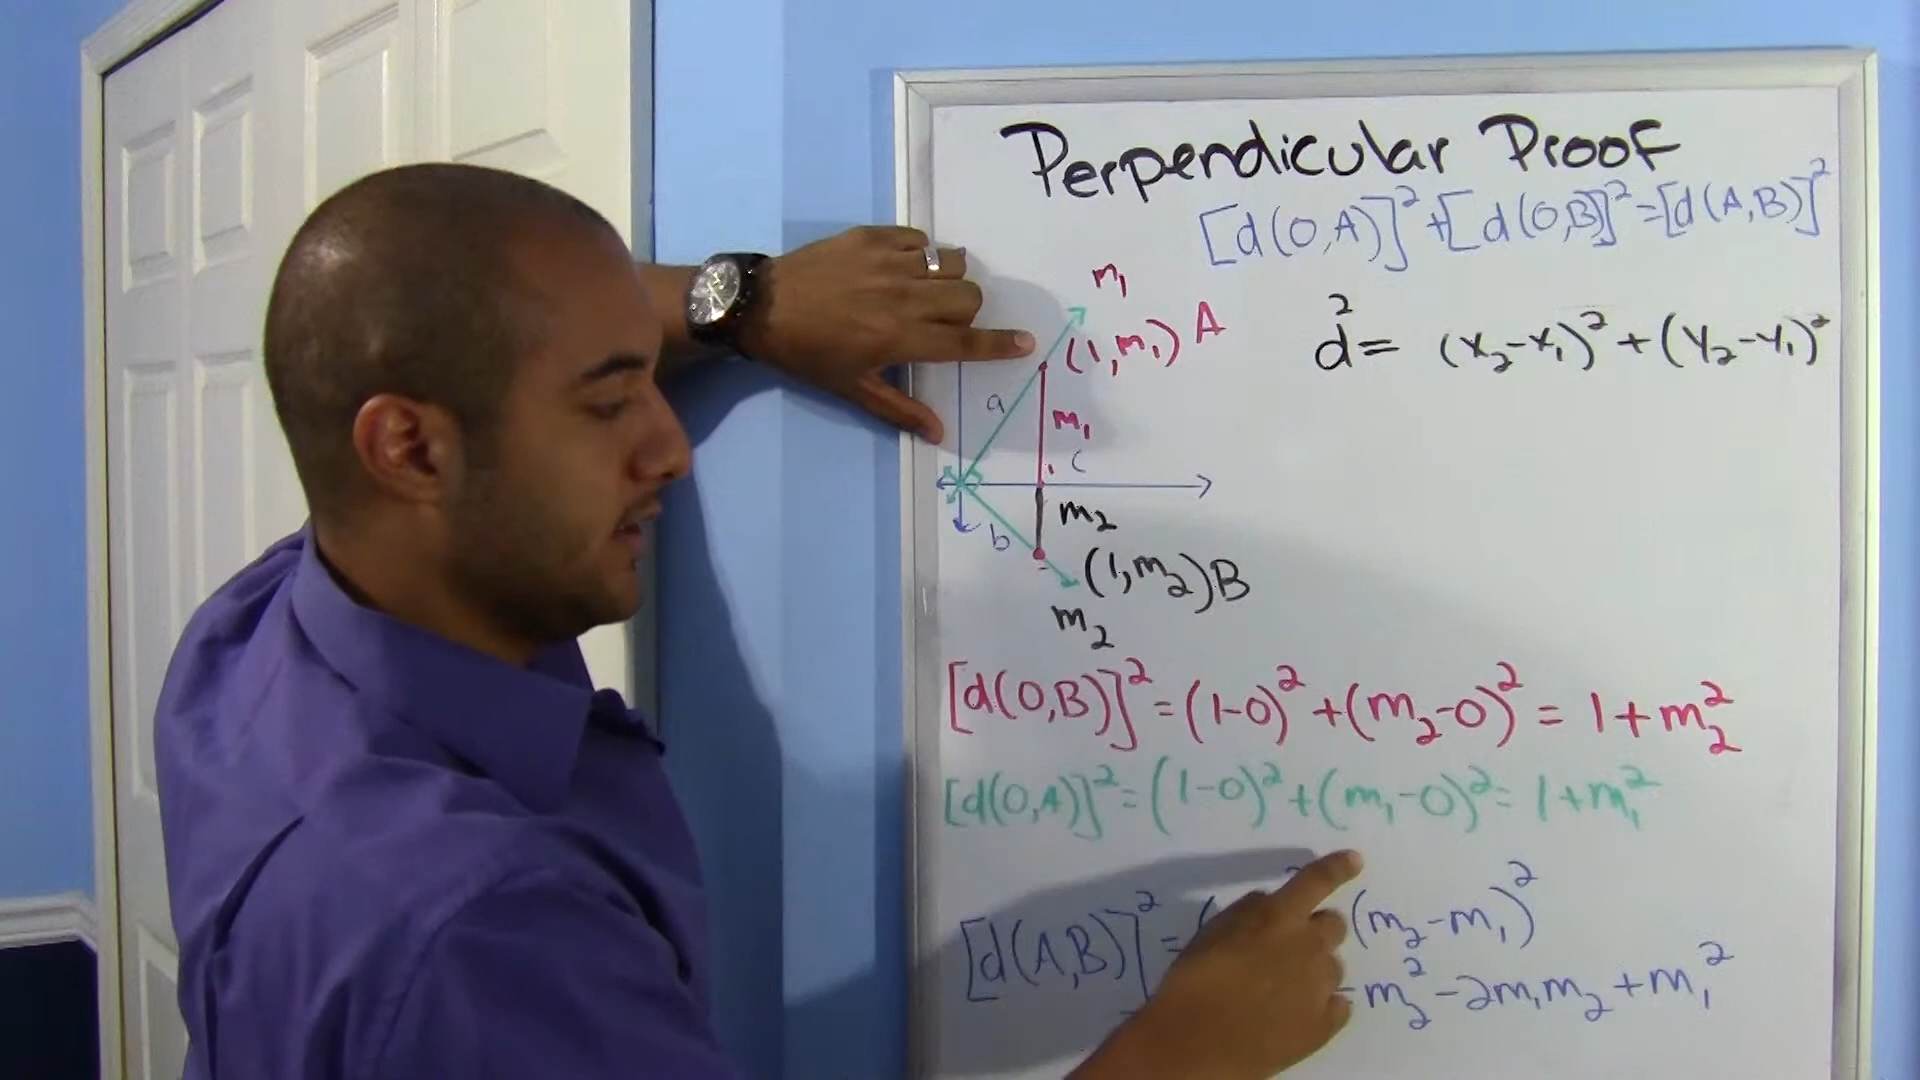 Perpendicular Proof
[d(O,A)]²+[d(O,B)]²=[d(A,B)]²
m₁
(1,m₁) A
d²= (x₂-x₁)²+(y₂-y₁)²
a
m₁
c
m₂
b
(1,m₂)B
m₂
[d(O,B)]²=(1-0)²+(m₂-0)²= 1+m₂²
[d(O,A)]²=(1-0)²+(m₁-0)²= 1+m₁²
[d(A,B)]²= (m₂-m₁)²
m₂²-2m₁m₂+m₁²